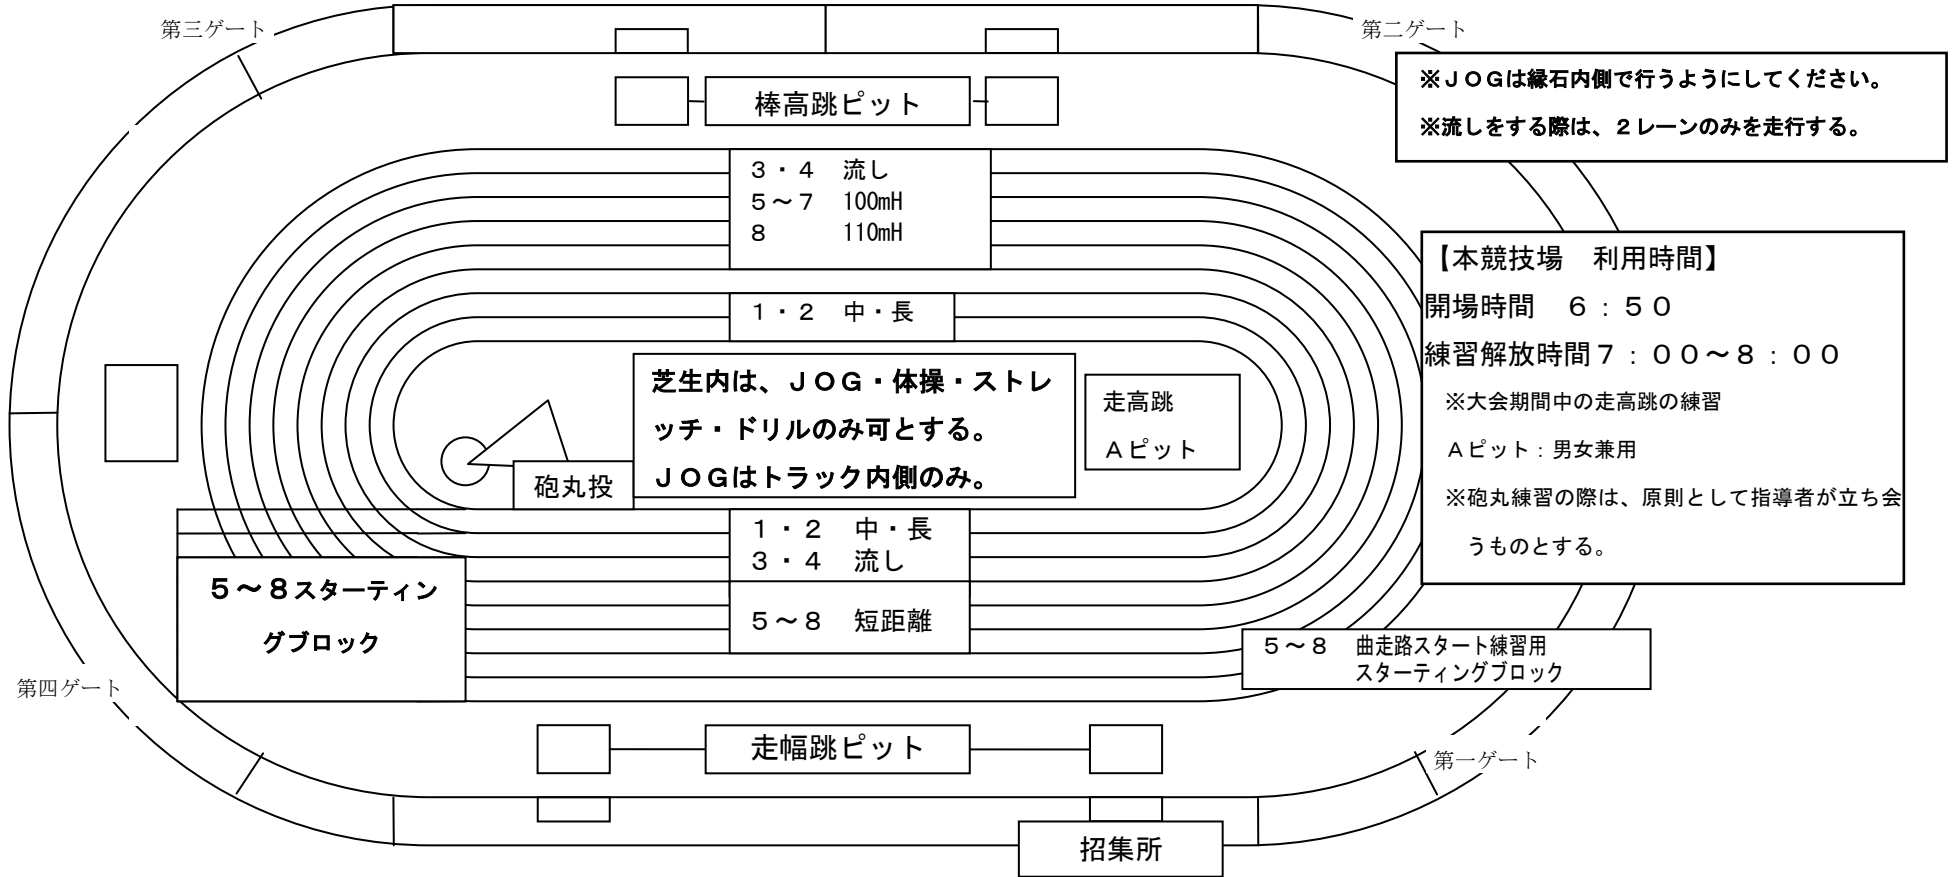 第三ゲート
第二ゲート
※ＪＯＧは縁石内側で行うようにしてください。
※流しをする際は、２レーンのみを走行する。
棒高跳ピット
３・４　流し
５～７　100mH
８　　　110mH
【本競技場　利用時間】
開場時間　６：５０
練習解放時間７：００～８：００
※大会期間中の走高跳の練習
Ａピット：男女兼用
※砲丸練習の際は、原則として指導者が立ち会
うものとする。
１・２　中・長
芝生内は、ＪＯＧ・体操・ストレ
ッチ・ドリルのみ可とする。
ＪＯＧはトラック内側のみ。
走高跳
Ａピット
砲丸投
１・２　中・長
３・４　流し
５～８　短距離
５～８スターティン
グブロック
５～８　曲走路スタート練習用
スターティングブロック
第四ゲート
走幅跳ピット
第一ゲート
招集所